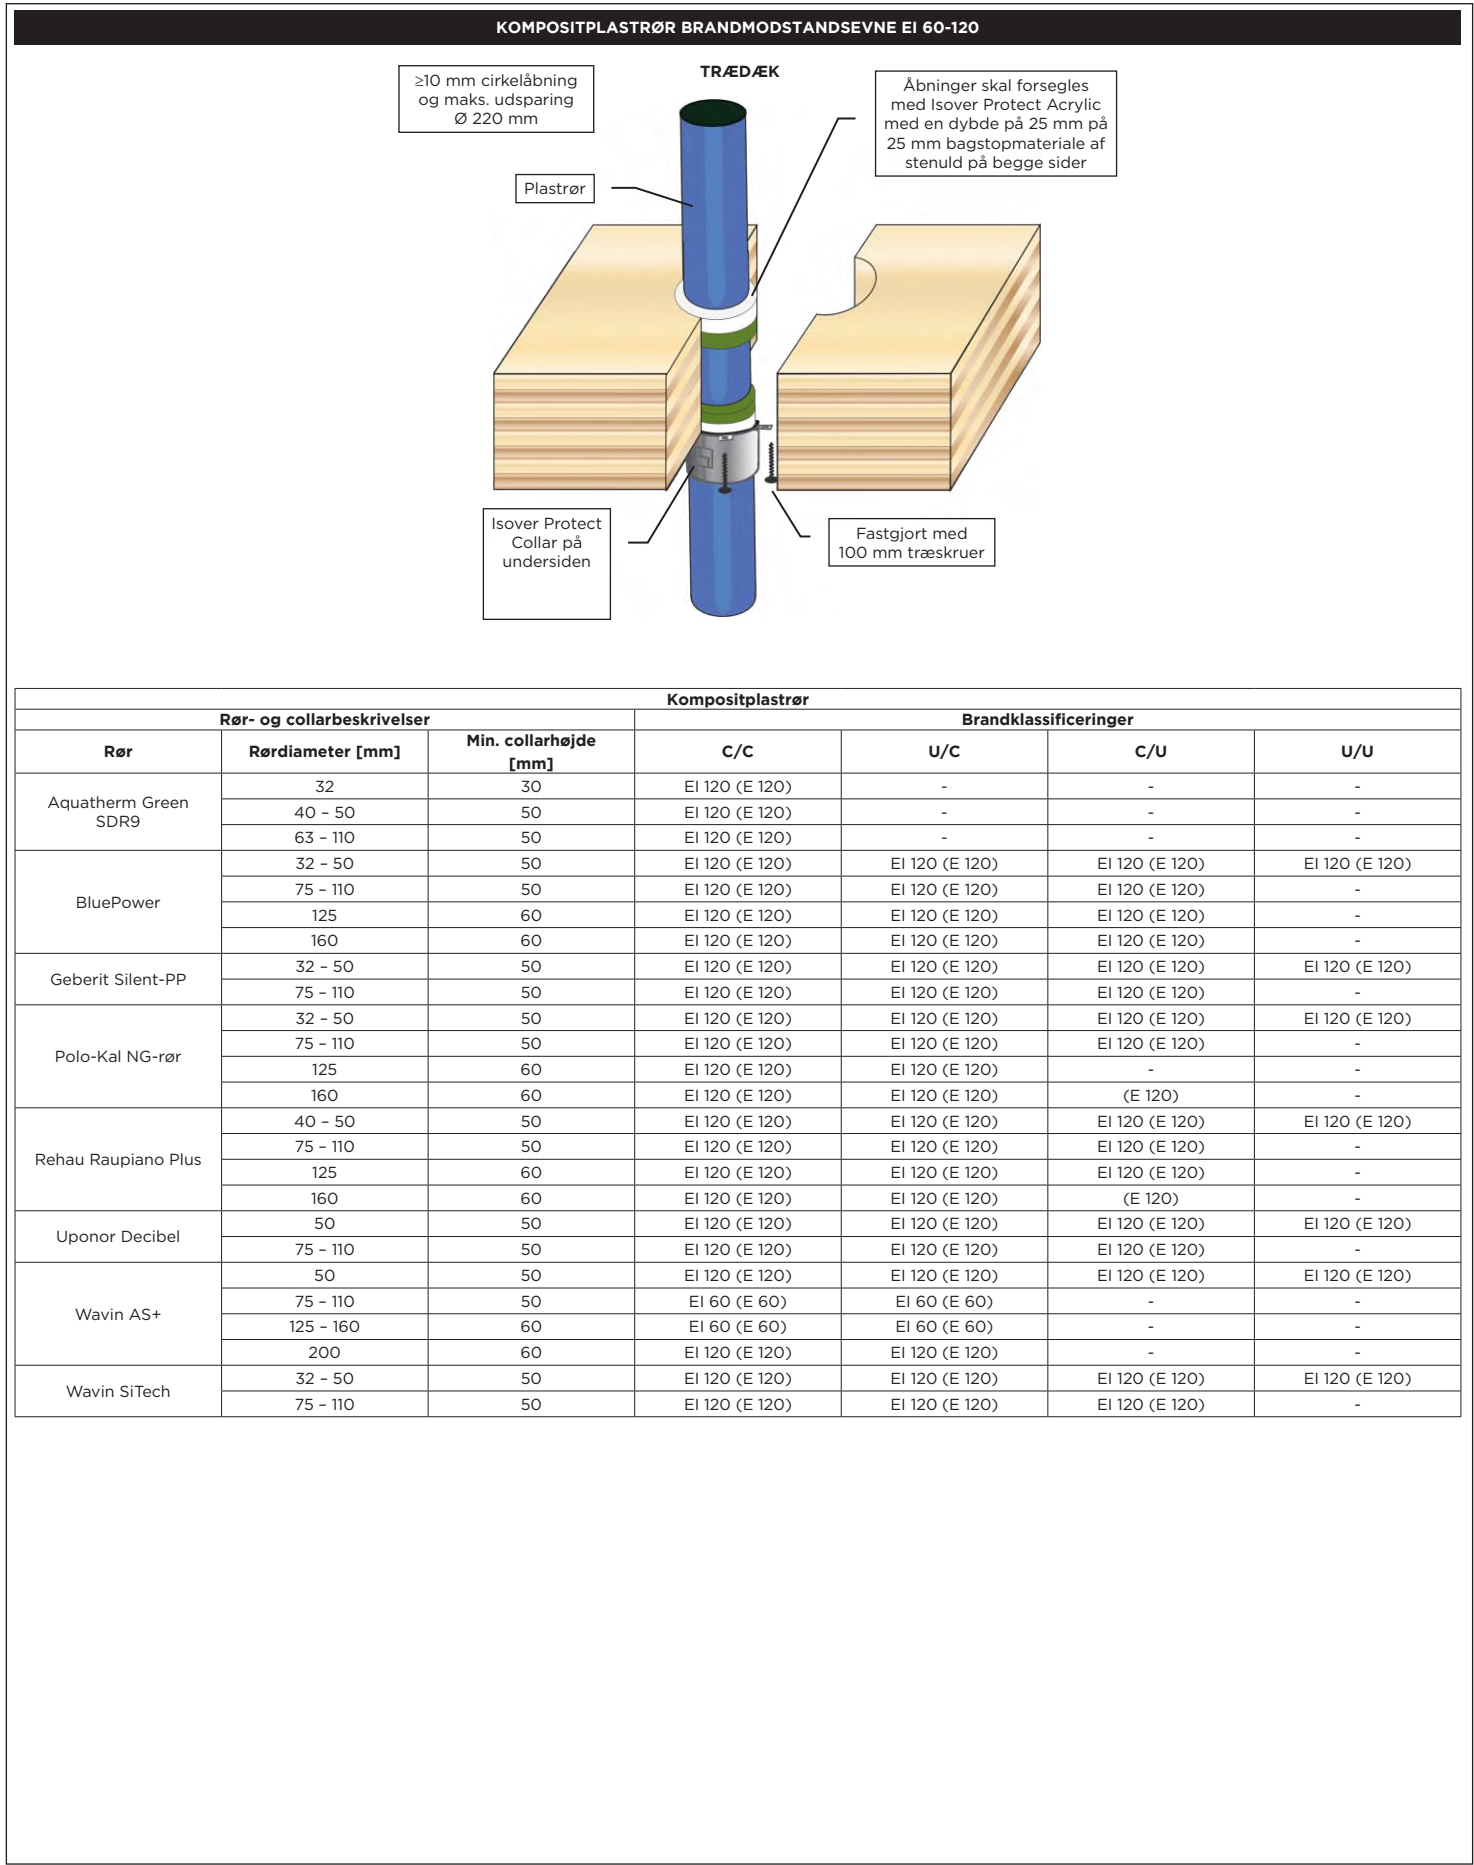 KOMPOSITPLASTRØR BRANDMODSTANDSEVNE EI 60-120
TRÆDÆK
≥10 mm cirkelåbning
og maks. udsparing
Ø 220 mm
Åbninger skal forsegles
med Isover Protect Acrylic
med en dybde på 25 mm på
25 mm bagstopmateriale af
stenuld på begge sider
Plastrør
Isover Protect
Collar på
undersiden
Fastgjort med
100 mm træskruer
Kompositplastrør
Rør- og collarbeskrivelser Brandklassificeringer
Rør Rørdiameter [mm] Min. collarhøjde [mm] C/C U/C C/U U/U
Aquatherm Green SDR9 32 30 EI 120 (E 120) - - -
40 – 50 50 EI 120 (E 120) - - -
63 – 110 50 EI 120 (E 120) - - -
BluePower 32 – 50 50 EI 120 (E 120) EI 120 (E 120) EI 120 (E 120) EI 120 (E 120)
75 – 110 50 EI 120 (E 120) EI 120 (E 120) EI 120 (E 120) -
125 60 EI 120 (E 120) EI 120 (E 120) EI 120 (E 120) -
160 60 EI 120 (E 120) EI 120 (E 120) EI 120 (E 120) -
Geberit Silent-PP 32 – 50 50 EI 120 (E 120) EI 120 (E 120) EI 120 (E 120) EI 120 (E 120)
75 – 110 50 EI 120 (E 120) EI 120 (E 120) EI 120 (E 120) -
Polo-Kal NG-rør 32 – 50 50 EI 120 (E 120) EI 120 (E 120) EI 120 (E 120) EI 120 (E 120)
75 – 110 50 EI 120 (E 120) EI 120 (E 120) EI 120 (E 120) -
125 60 EI 120 (E 120) EI 120 (E 120) - -
160 60 EI 120 (E 120) EI 120 (E 120) (E 120) -
Rehau Raupiano Plus 40 – 50 50 EI 120 (E 120) EI 120 (E 120) EI 120 (E 120) EI 120 (E 120)
75 – 110 50 EI 120 (E 120) EI 120 (E 120) EI 120 (E 120) -
125 60 EI 120 (E 120) EI 120 (E 120) EI 120 (E 120) -
160 60 EI 120 (E 120) EI 120 (E 120) (E 120) -
Uponor Decibel 50 50 EI 120 (E 120) EI 120 (E 120) EI 120 (E 120) EI 120 (E 120)
75 – 110 50 EI 120 (E 120) EI 120 (E 120) EI 120 (E 120) -
Wavin AS+ 50 50 EI 120 (E 120) EI 120 (E 120) EI 120 (E 120) EI 120 (E 120)
75 – 110 50 EI 60 (E 60) EI 60 (E 60) - -
125 – 160 60 EI 60 (E 60) EI 60 (E 60) - -
200 60 EI 120 (E 120) EI 120 (E 120) - -
Wavin SiTech 32 – 50 50 EI 120 (E 120) EI 120 (E 120) EI 120 (E 120) EI 120 (E 120)
75 – 110 50 EI 120 (E 120) EI 120 (E 120) EI 120 (E 120) -